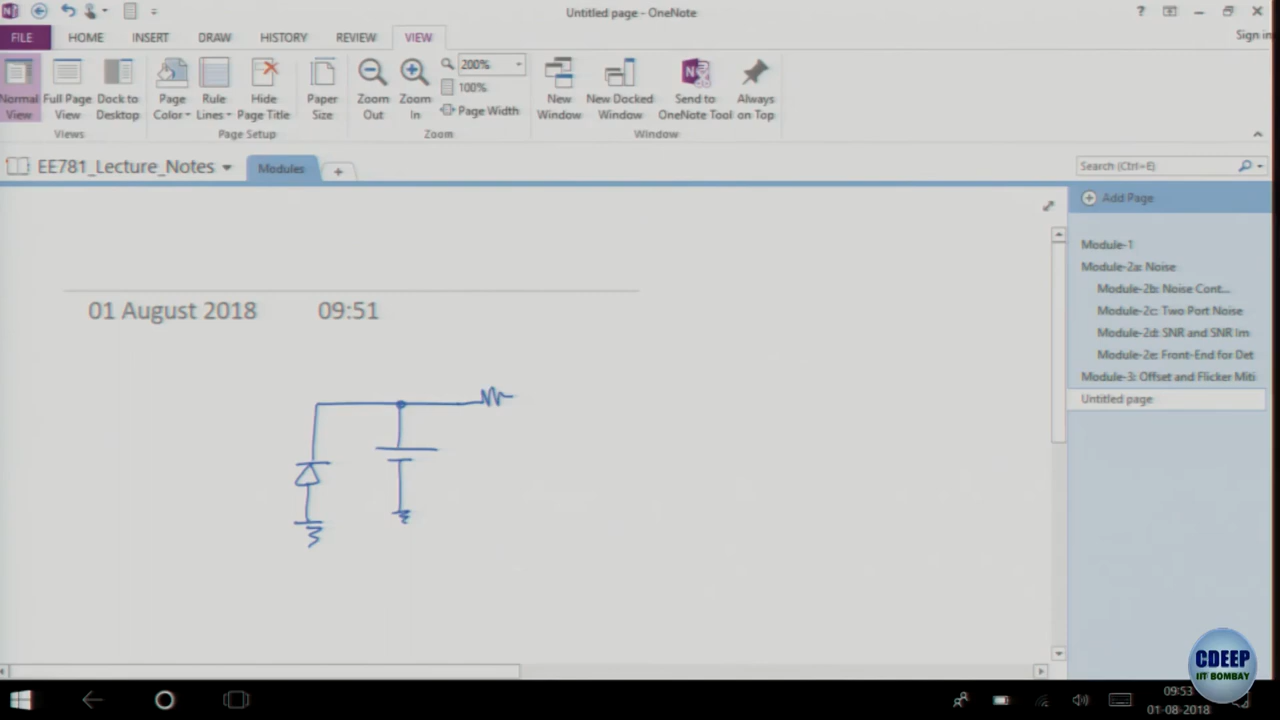 Untitled page - OneNote
Sign in
FILE HOME INSERT DRAW HISTORY REVIEW VIEW
Normal View
Full Page View
Dock to Desktop
Views
Page Color
Rule Lines
Hide Page Title
Paper Size
Page Setup
Zoom Out
Zoom In
200%
100%
Page Width
Zoom
New Window
New Docked Window
Send to OneNote Tool
Always on Top
Window
EE781_Lecture_Notes
Modules
Search (Ctrl+E)
Add Page
Module-1
Module-2a: Noise
Module-2b: Noise Cont...
Module-2c: Two Port Noise
Module-2d: SNR and SNR Im
Module-2e: Front-End for Det
Module-3: Offset and Flicker Miti
Untitled page
01 August 2018 09:51
CDEEP
IIT BOMBAY
09:53
01-08-2018